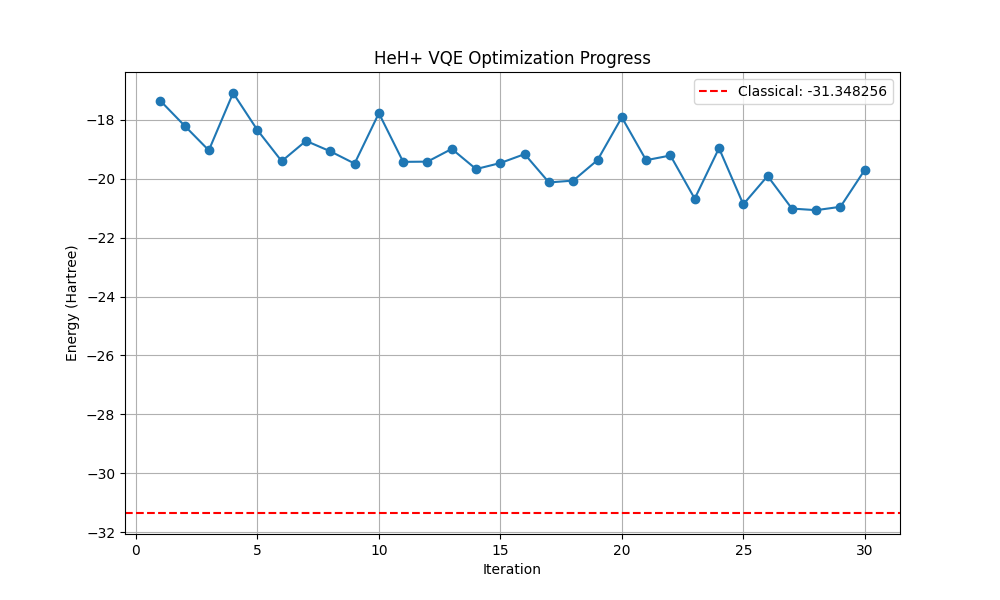 HeH+ VQE Optimization Progress
Classical: -31.348256
Energy (Hartree)
−18
−20
−22
−24
−26
−28
−30
−32
0 5 10 15 20 25 30
Iteration